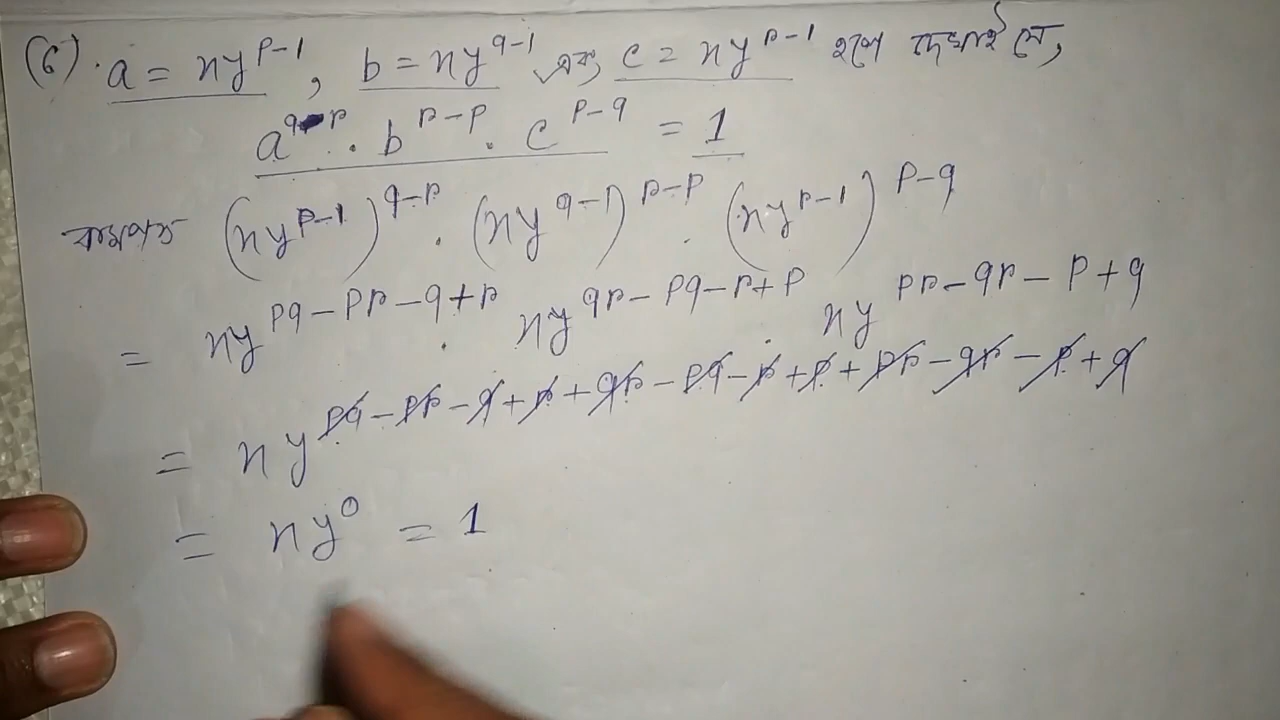 (6). a = xy^{p-1}, b = xy^{q-1} এবং c = xy^{r-1} হলে দেখাই যে,
a^{q-r} . b^{r-p} . c^{p-q} = 1
বামপক্ষ (xy^{p-1})^{q-r} . (xy^{q-1})^{r-p} . (xy^{r-1})^{p-q}
= xy^{pq-pr-q+r} . xy^{qr-pq-r+p} . xy^{pr-qr-p+q}
= xy^{pq-pr-q+r+qr-pq-r+p+pr-qr-p+q}
= xy^0 = 1